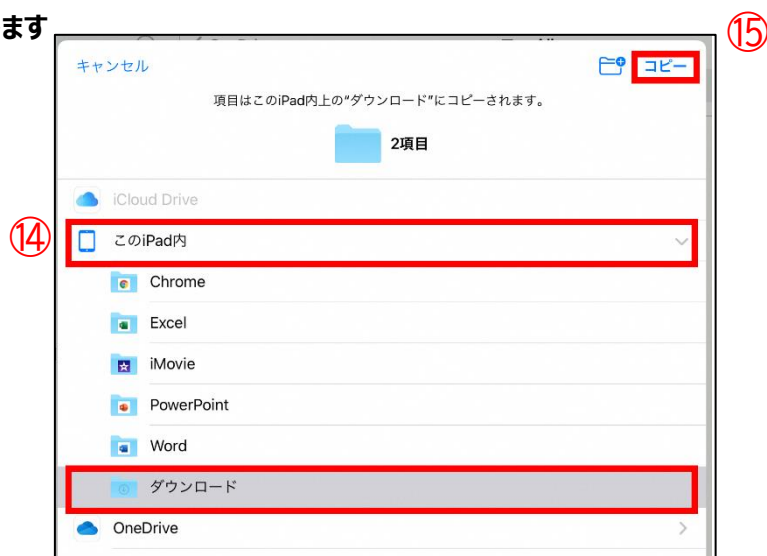 ます
⑮
キャンセル
コピー
項目はこのiPad内上の“ダウンロード”にコピーされます。
2項目
iCloud Drive
⑭
このiPad内
Chrome
Excel
iMovie
PowerPoint
Word
ダウンロード
OneDrive